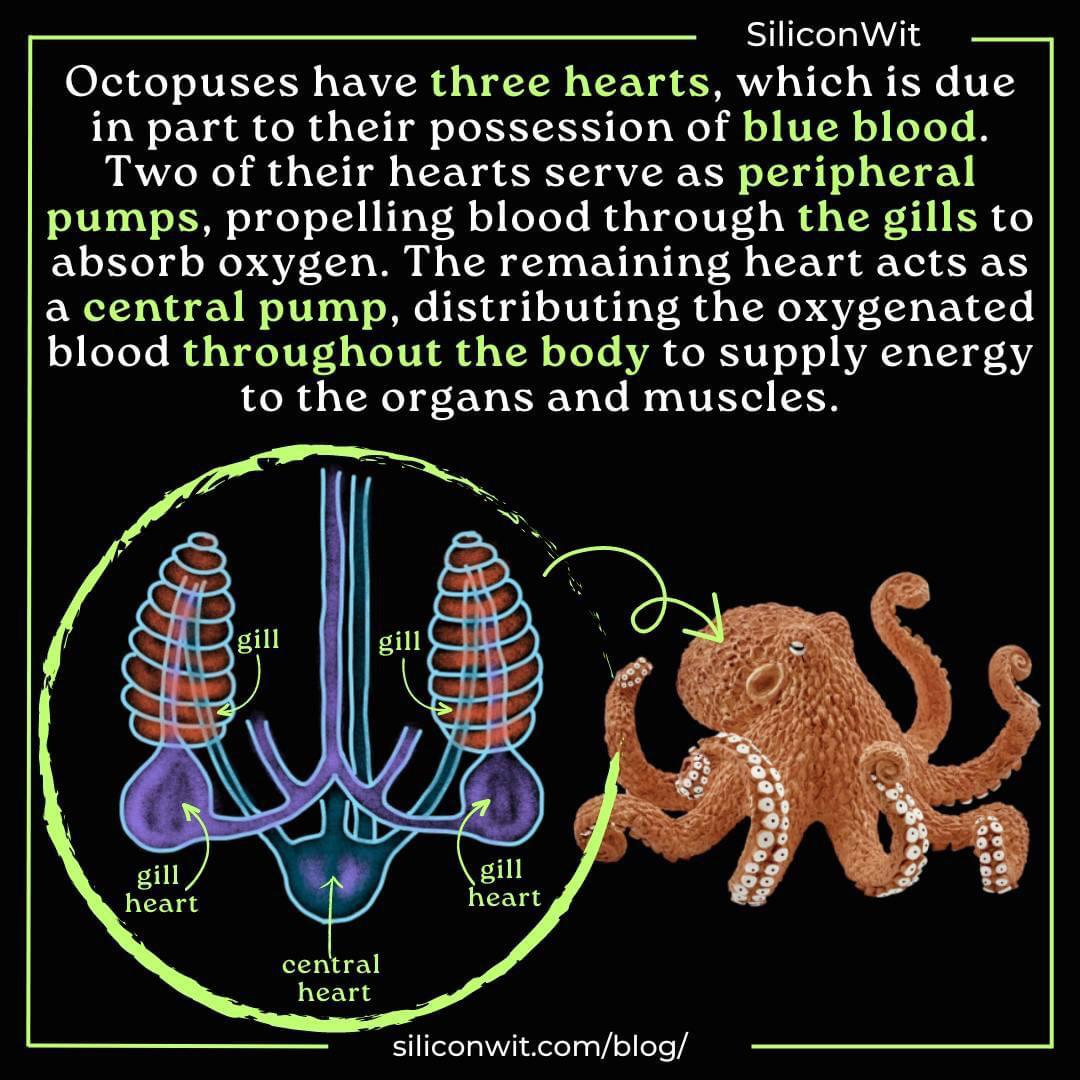 SiliconWit
Octopuses have three hearts, which is due
in part to their possession of blue blood.
Two of their hearts serve as peripheral
pumps, propelling blood through the gills to
absorb oxygen. The remaining heart acts as
a central pump, distributing the oxygenated
blood throughout the body to supply energy
to the organs and muscles.
gill
gill
gill
heart
gill
heart
central
heart
siliconwit.com/blog/